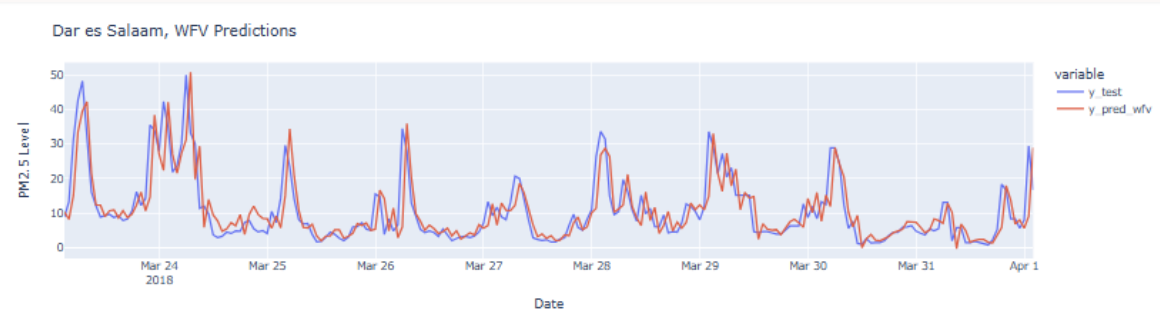 Dar es Salaam, WFV Predictions
variable
y_test
y_pred_wfv
PM2.5 Level
50
40
30
20
10
0
Mar 24
2018
Mar 25
Mar 26
Mar 27
Mar 28
Mar 29
Mar 30
Mar 31
Apr 1
Date